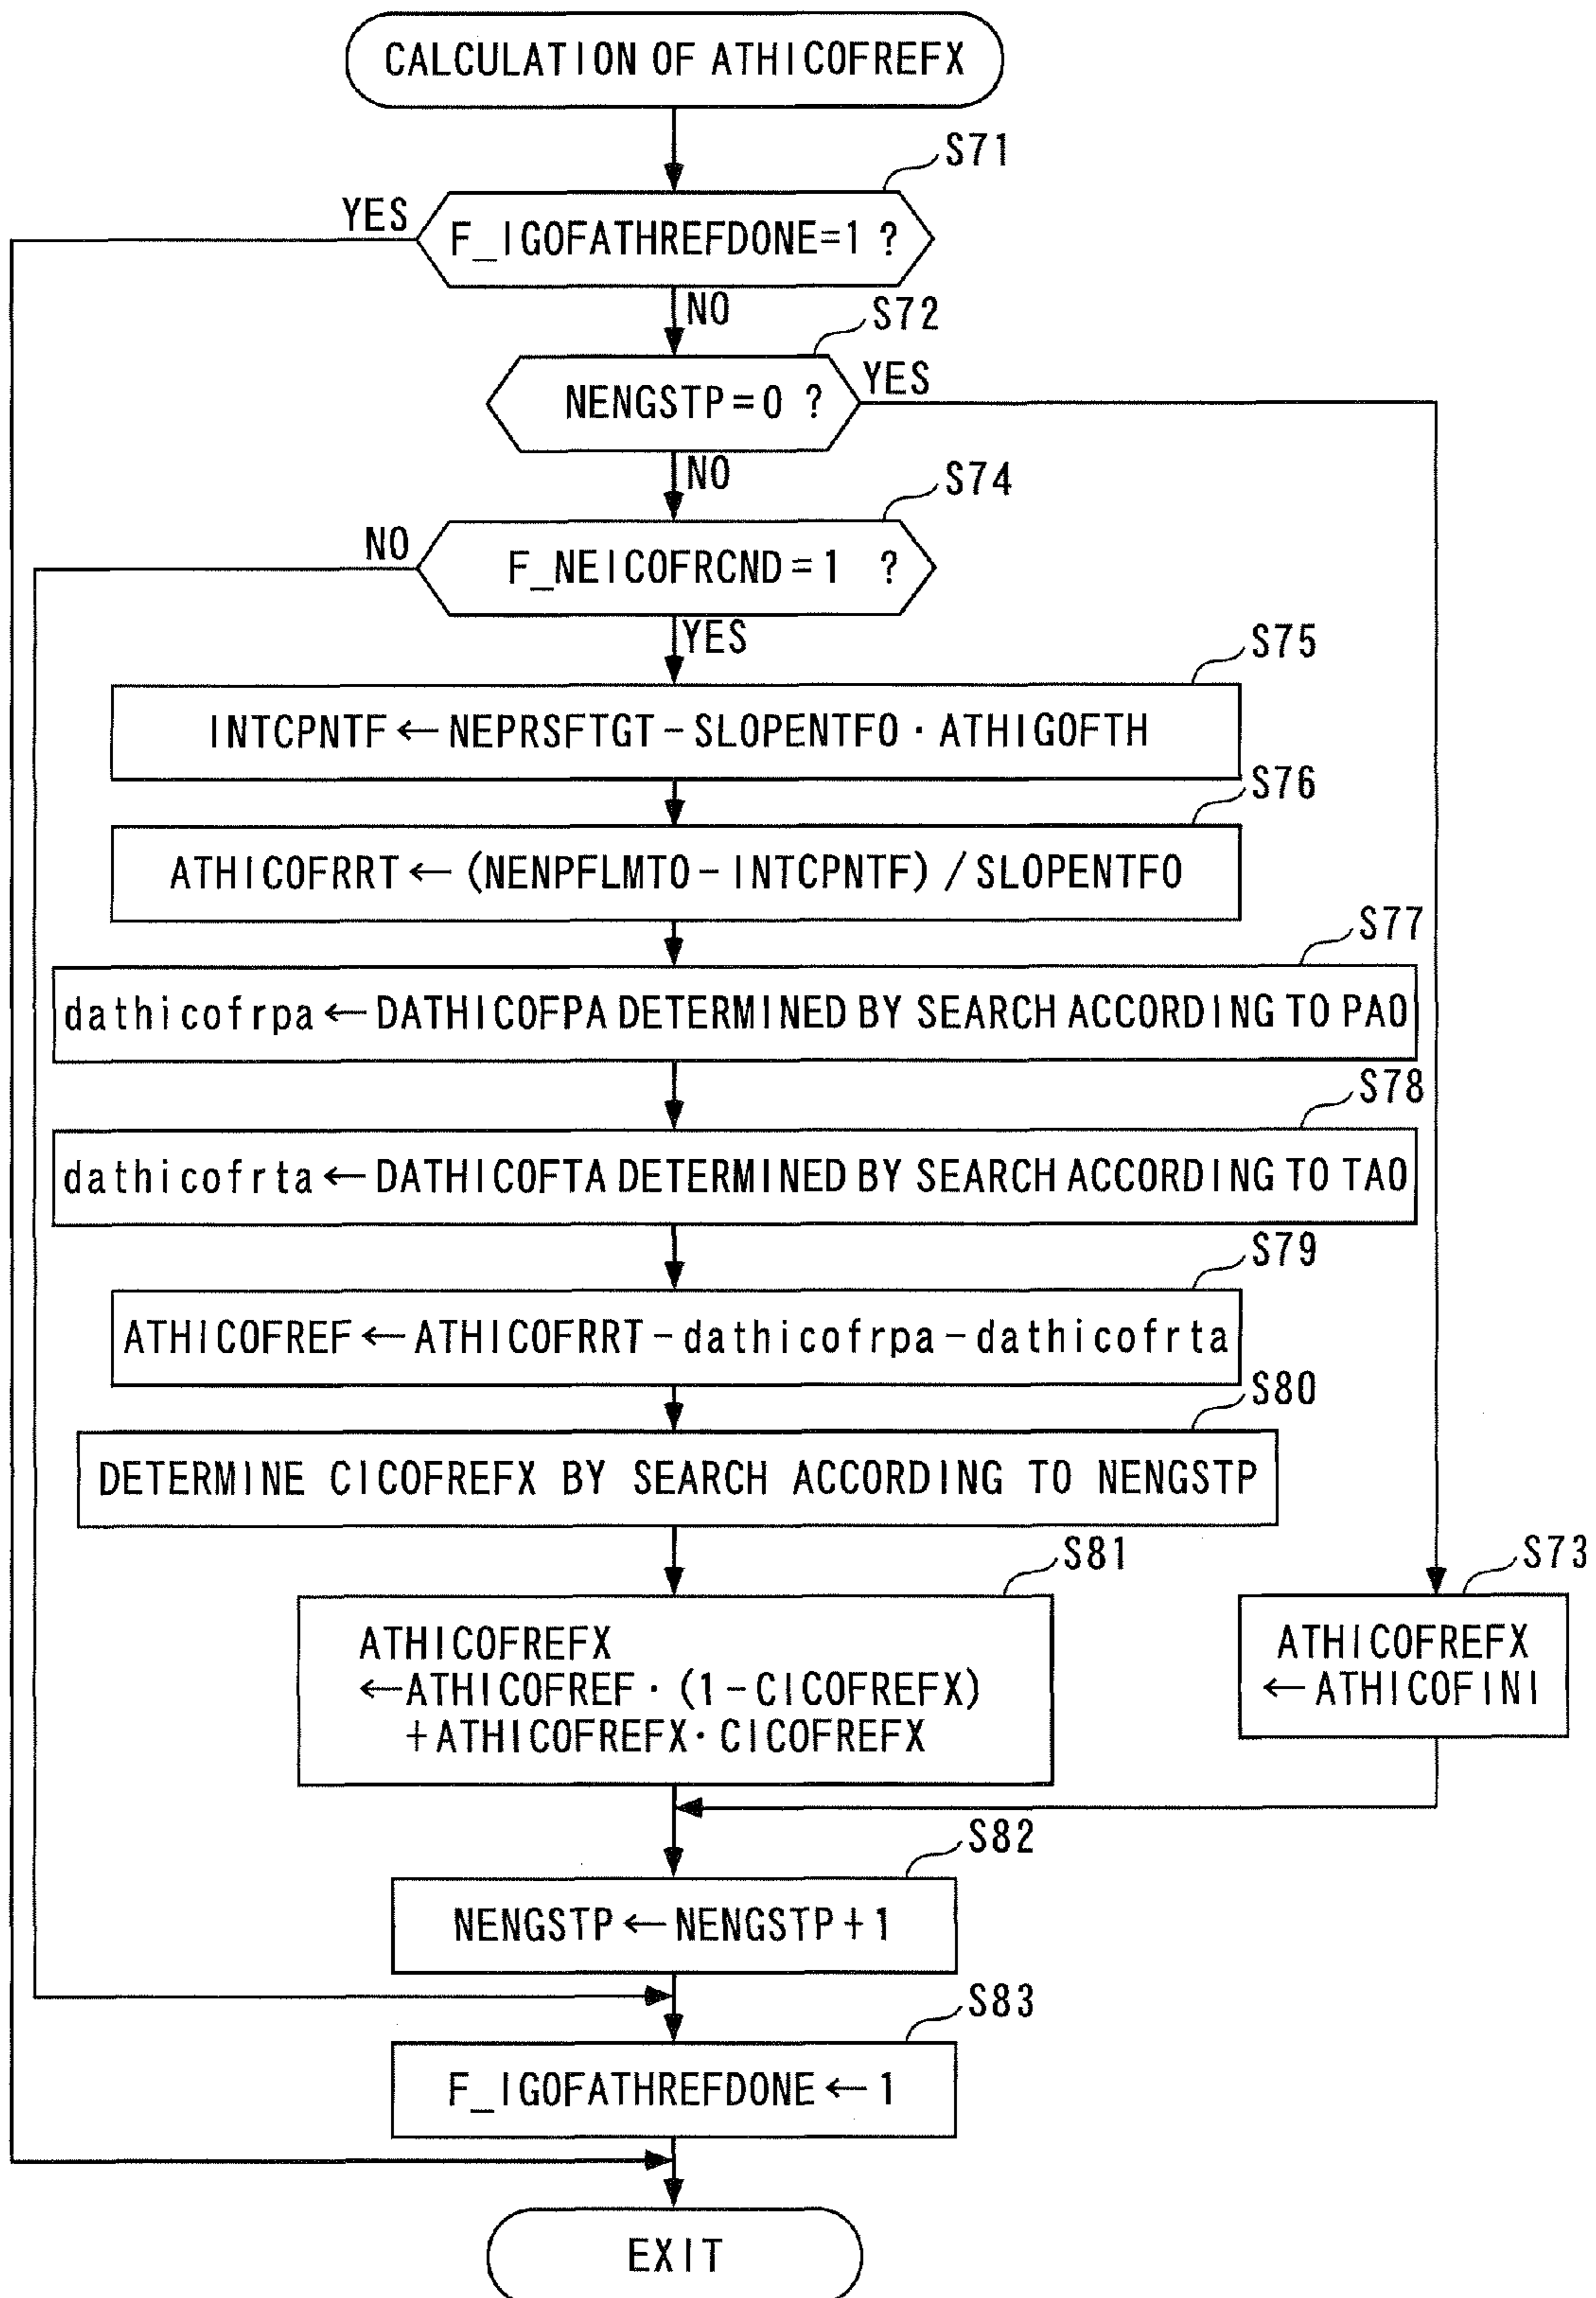 CALCULATION OF ATHICOFREFX
S71
YES
F_IGOFATHREFDONE=1 ?
NO
S72
NENGSTP=0 ?
YES
NO
S74
NO
F_NEICOFRCND=1 ?
YES
S75
INTCPNTF←NEPRSFTGT-SLOPENTF0·ATHIGOFTH
S76
ATHICOFRRT←(NENPFLMT0-INTCPNTF)/SLOPENTF0
S77
dathicofrpa←DATHICOFPA DETERMINED BY SEARCH ACCORDING TO PA0
S78
dathicofrta←DATHICOFTA DETERMINED BY SEARCH ACCORDING TO TA0
S79
ATHICOFREF←ATHICOFRRT-dathicofrpa-dathicofrta
S80
DETERMINE CICOFREFX BY SEARCH ACCORDING TO NENGSTP
S81
ATHICOFREFX
←ATHICOFREF·(1-CICOFREFX)
+ATHICOFREFX·CICOFREFX
S73
ATHICOFREFX
←ATHICOFINI
S82
NENGSTP←NENGSTP+1
S83
F_IGOFATHREFDONE←1
EXIT